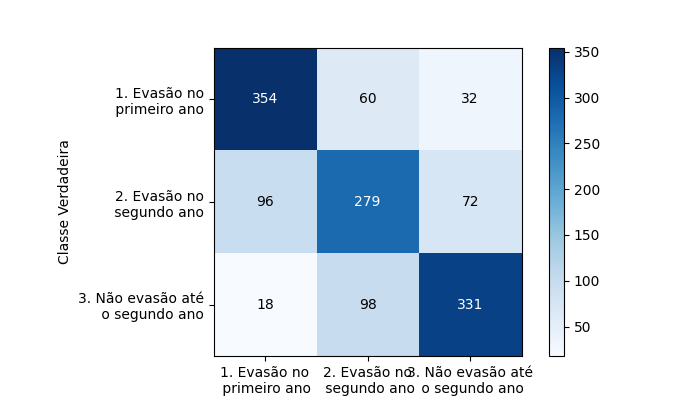 Classe Verdadeira
1. Evasão no
primeiro ano
354
60
32
2. Evasão no
segundo ano
96
279
72
3. Não evasão até
o segundo ano
18
98
331
1. Evasão no
primeiro ano
2. Evasão no
segundo ano
3. Não evasão até
o segundo ano
350
300
250
200
150
100
50